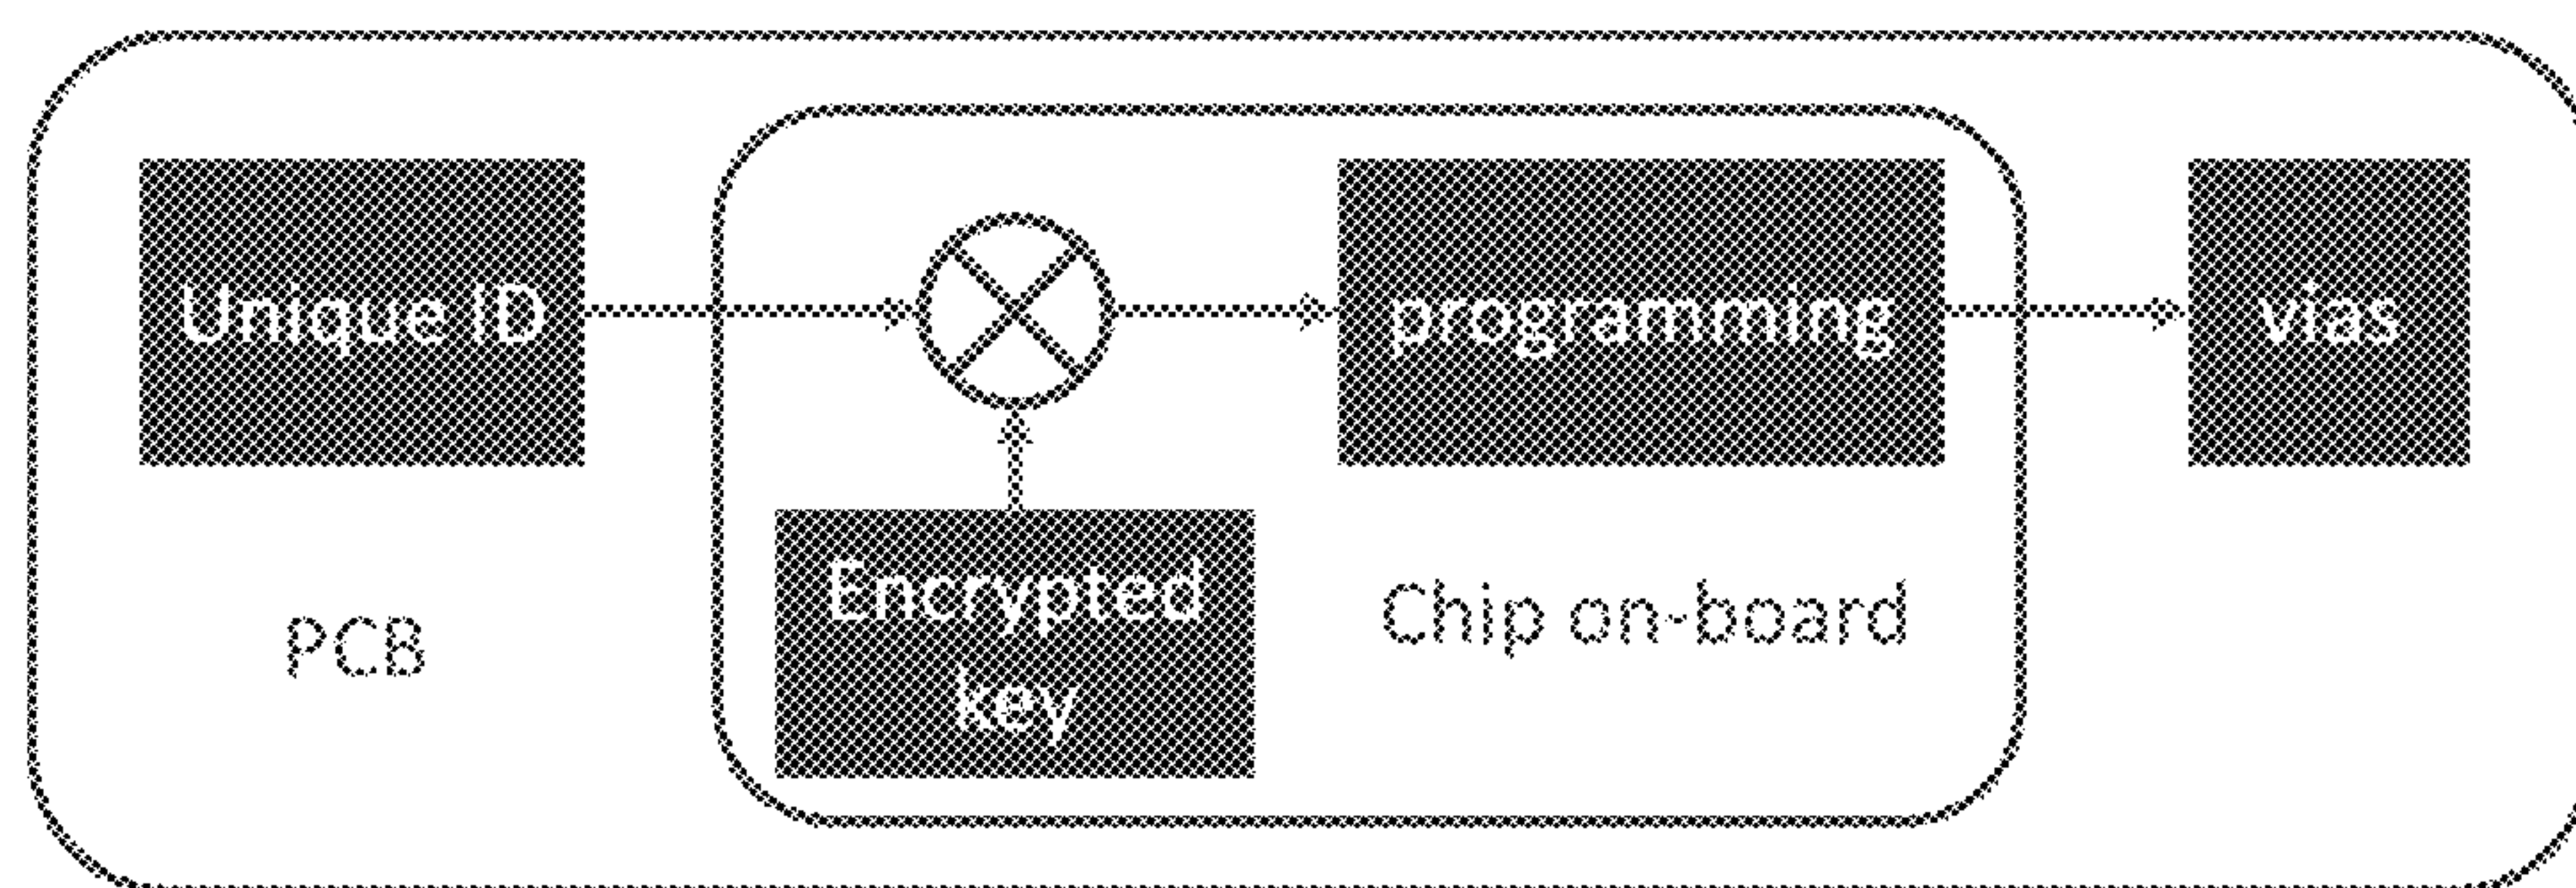 Unique ID
programming
vias
Encrypted
key
Chip on-board
PCB